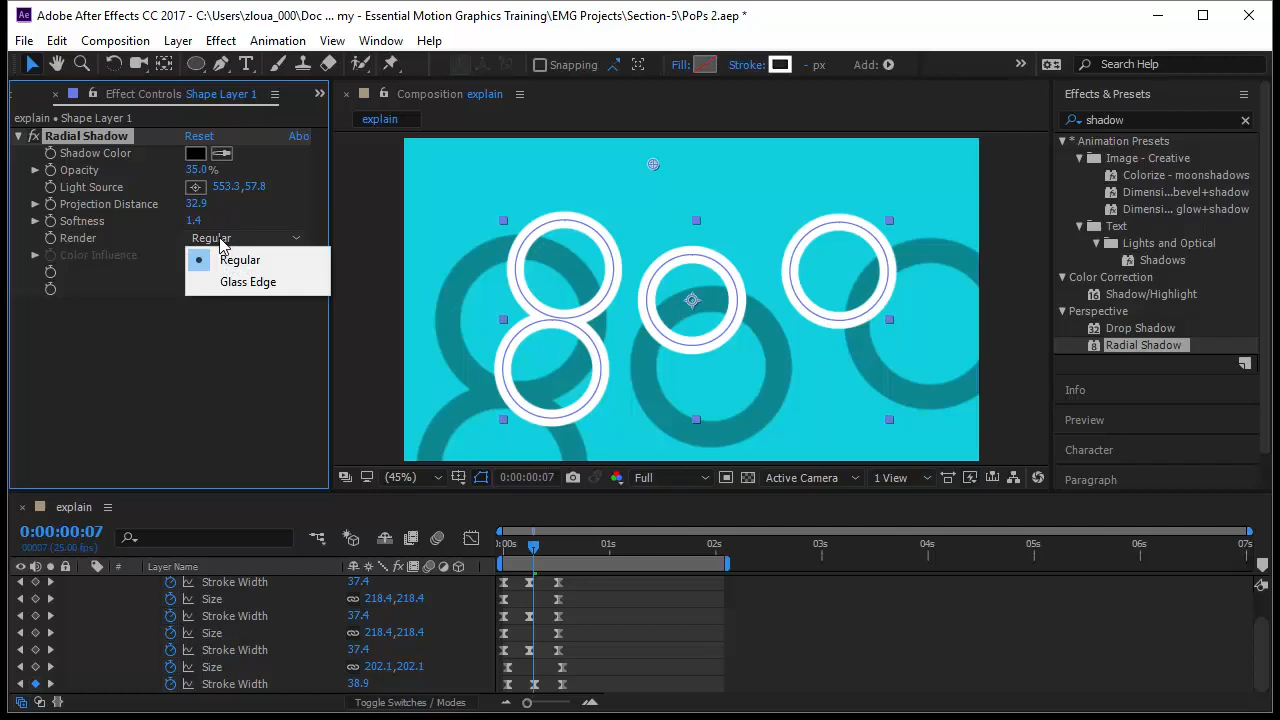 Ae Adobe After Effects CC 2017 - C:\Users\zloua_000\Doc ... my - Essential Motion Graphics Training\EMG Projects\Section-5\PoPs 2.aep *
File Edit Composition Layer Effect Animation View Window Help
Snapping Fill: Stroke: - px Add: Search Help
Effect Controls Shape Layer 1
explain • Shape Layer 1
fx Radial Shadow Reset Abo
Shadow Color
Opacity 35.0%
Light Source 553.3,57.8
Projection Distance 32.9
Softness 1.4
Render Regular
Color Influence
Regular
Glass Edge
Composition explain
explain
(45%) 0:00:00:07 Full Active Camera 1 View
Effects & Presets
shadow
* Animation Presets
Image - Creative
Colorize - moonshadows
Dimensi...bevel+shadow
Dimens... glow+shadow
Text
Lights and Optical
Shadows
Color Correction
16 Shadow/Highlight
Perspective
32 Drop Shadow
8 Radial Shadow
Info
Preview
Character
Paragraph
explain
0:00:00:07
00007 (25.00 fps)
# Layer Name fx
0:00s 01s 02s 03s 04s 05s 06s 07s
Stroke Width 37.4
Size 218.4,218.4
Stroke Width 37.4
Size 218.4,218.4
Stroke Width 37.4
Size 202.1,202.1
Stroke Width 38.9
Toggle Switches / Modes